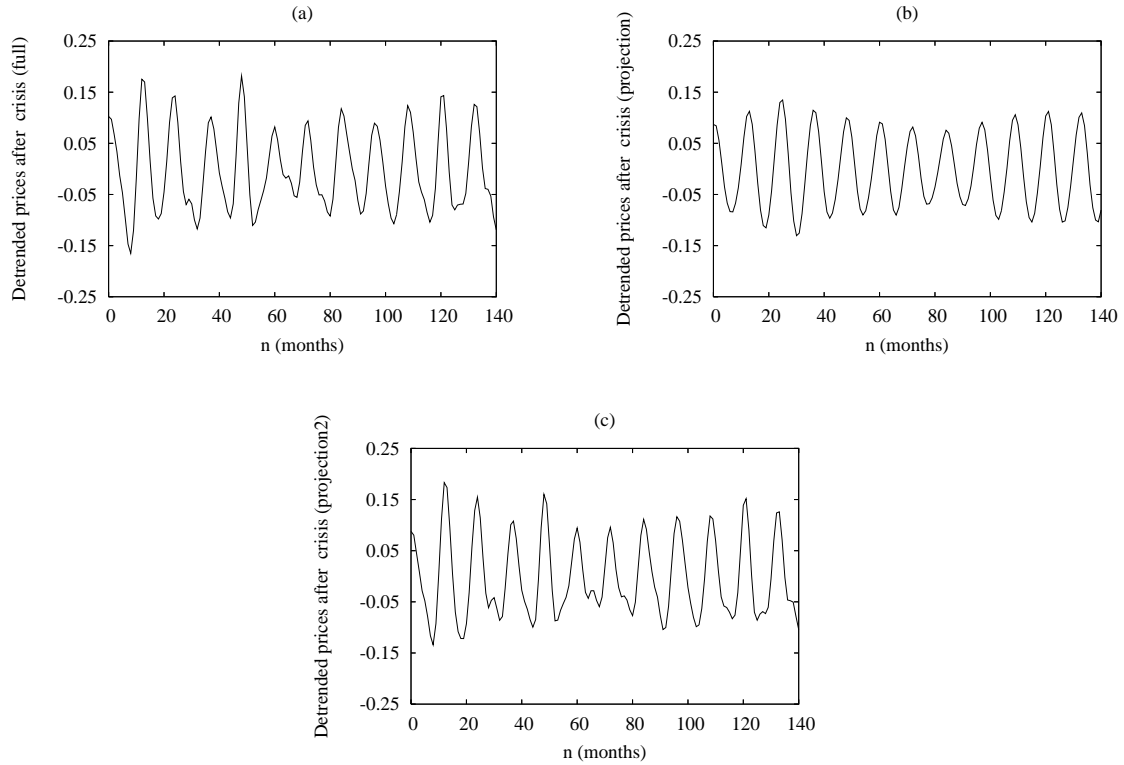 (a)
Detrended prices after  crisis (full)
0.25
0.15
0.05
-0.05
-0.15
-0.25
0 20 40 60 80 100 120 140
n (months)
(b)
Detrended prices after  crisis (projection)
0.25
0.15
0.05
-0.05
-0.15
-0.25
0 20 40 60 80 100 120 140
n (months)
(c)
Detrended prices after  crisis (projection2)
0.25
0.15
0.05
-0.05
-0.15
-0.25
0 20 40 60 80 100 120 140
n (months)